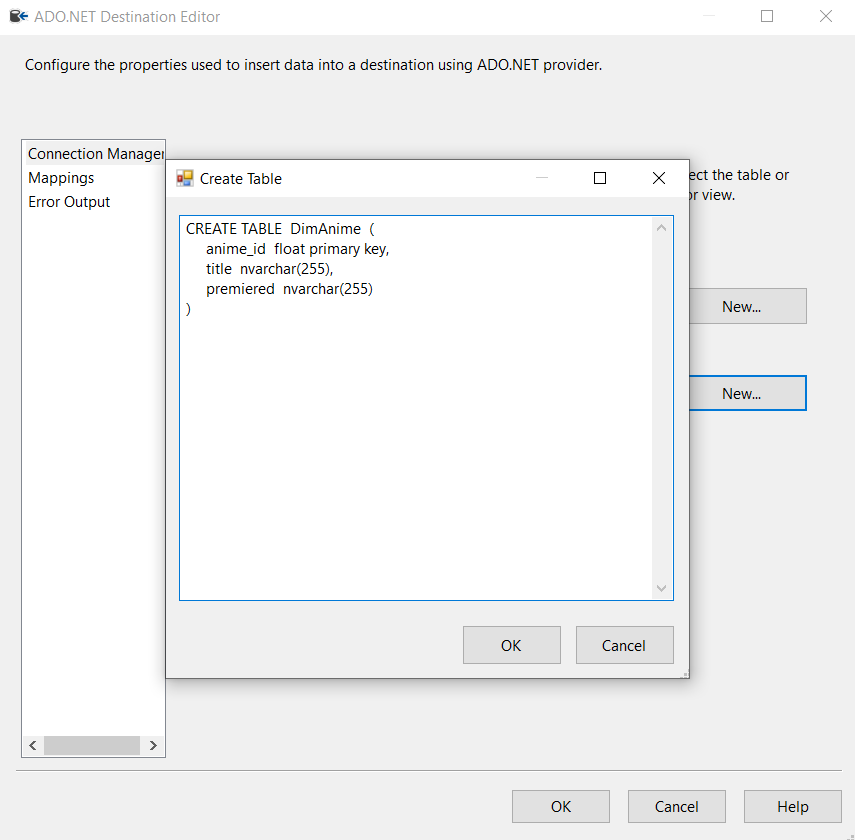 ADO.NET Destination Editor
Configure the properties used to insert data into a destination using ADO.NET provider.
Connection Manager
Mappings
Error Output
ect the table or
or view.
New...
New...
Create Table
CREATE TABLE  DimAnime  (
anime_id  float primary key,
title  nvarchar(255),
premiered  nvarchar(255)
)
OK
Cancel
OK
Cancel
Help